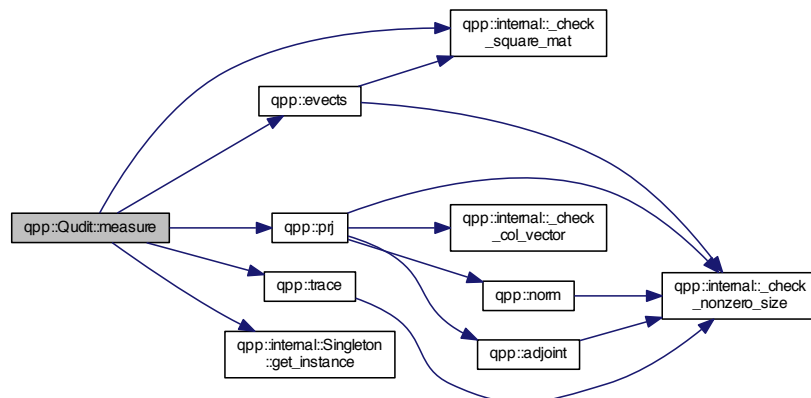 qpp::internal::_check
_square_mat
qpp::evects
qpp::Qudit::measure
qpp::prj
qpp::internal::_check
_col_vector
qpp::trace
qpp::norm
qpp::internal::_check
_nonzero_size
qpp::internal::Singleton
::get_instance
qpp::adjoint